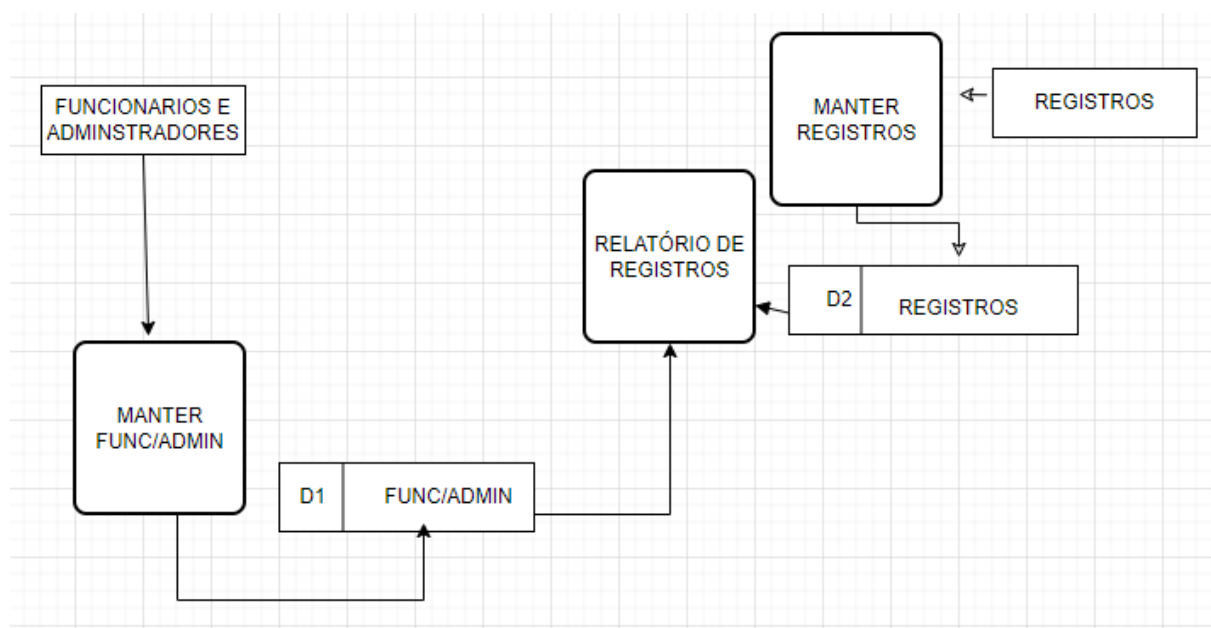 FUNCIONARIOS E
ADMINSTRADORES
MANTER
REGISTROS
REGISTROS
RELATÓRIO DE
REGISTROS
D2
REGISTROS
MANTER
FUNC/ADMIN
D1
FUNC/ADMIN